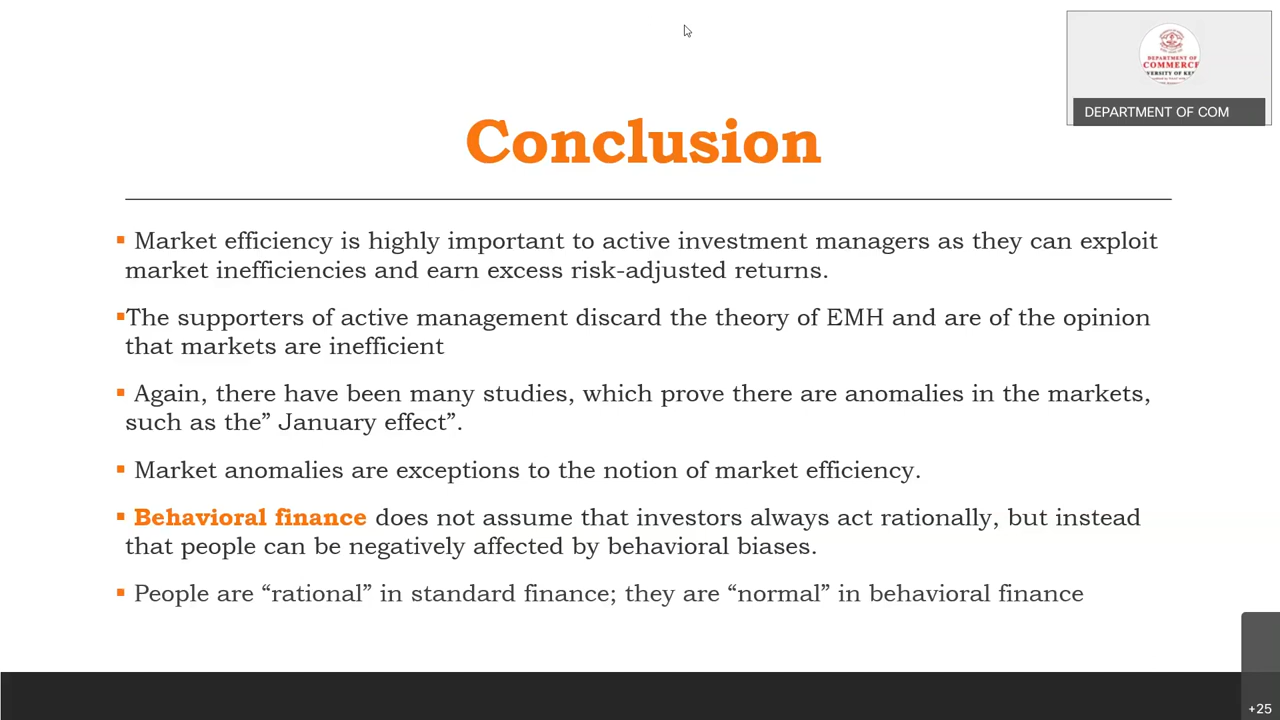 DEPARTMENT OF
COMMERCE
DEPARTMENT OF COM
Conclusion
▪ Market efficiency is highly important to active investment managers as they can exploit
market inefficiencies and earn excess risk-adjusted returns.
▪The supporters of active management discard the theory of EMH and are of the opinion
that markets are inefficient
▪ Again, there have been many studies, which prove there are anomalies in the markets,
such as the” January effect”.
▪ Market anomalies are exceptions to the notion of market efficiency.
▪ Behavioral finance does not assume that investors always act rationally, but instead
that people can be negatively affected by behavioral biases.
▪ People are “rational” in standard finance; they are “normal” in behavioral finance
+25